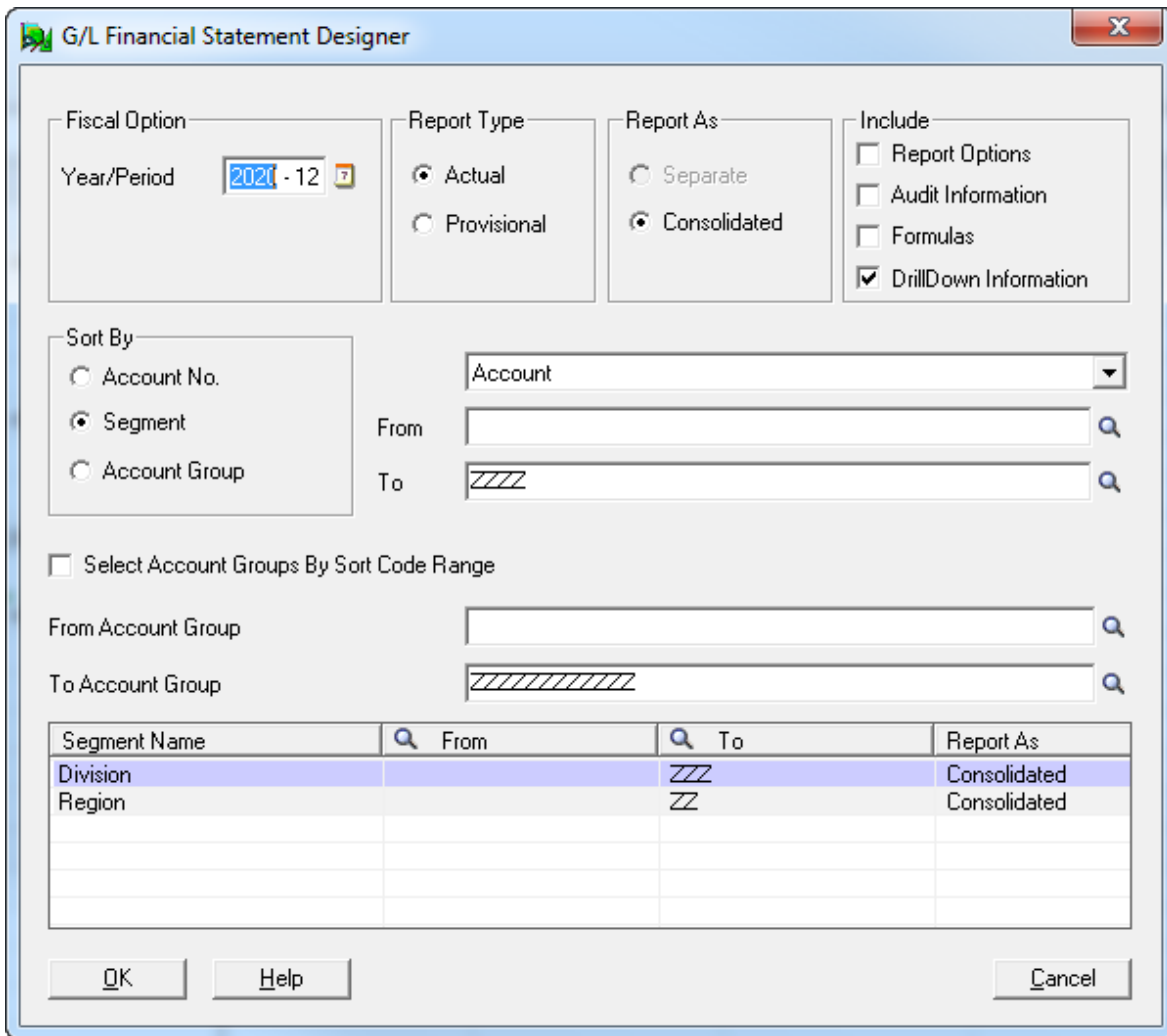 G/L Financial Statement Designer
Fiscal Option
Year/Period 2020 - 12
Report Type
Actual
Provisional
Report As
Separate
Consolidated
Include
Report Options
Audit Information
Formulas
DrillDown Information
Sort By
Account No.
Segment
Account Group
Account
From
To ZZZZ
Select Account Groups By Sort Code Range
From Account Group
To Account Group ZZZZZZZZZZZZ
Segment Name From To Report As
Division ZZZ Consolidated
Region ZZ Consolidated
OK Help Cancel